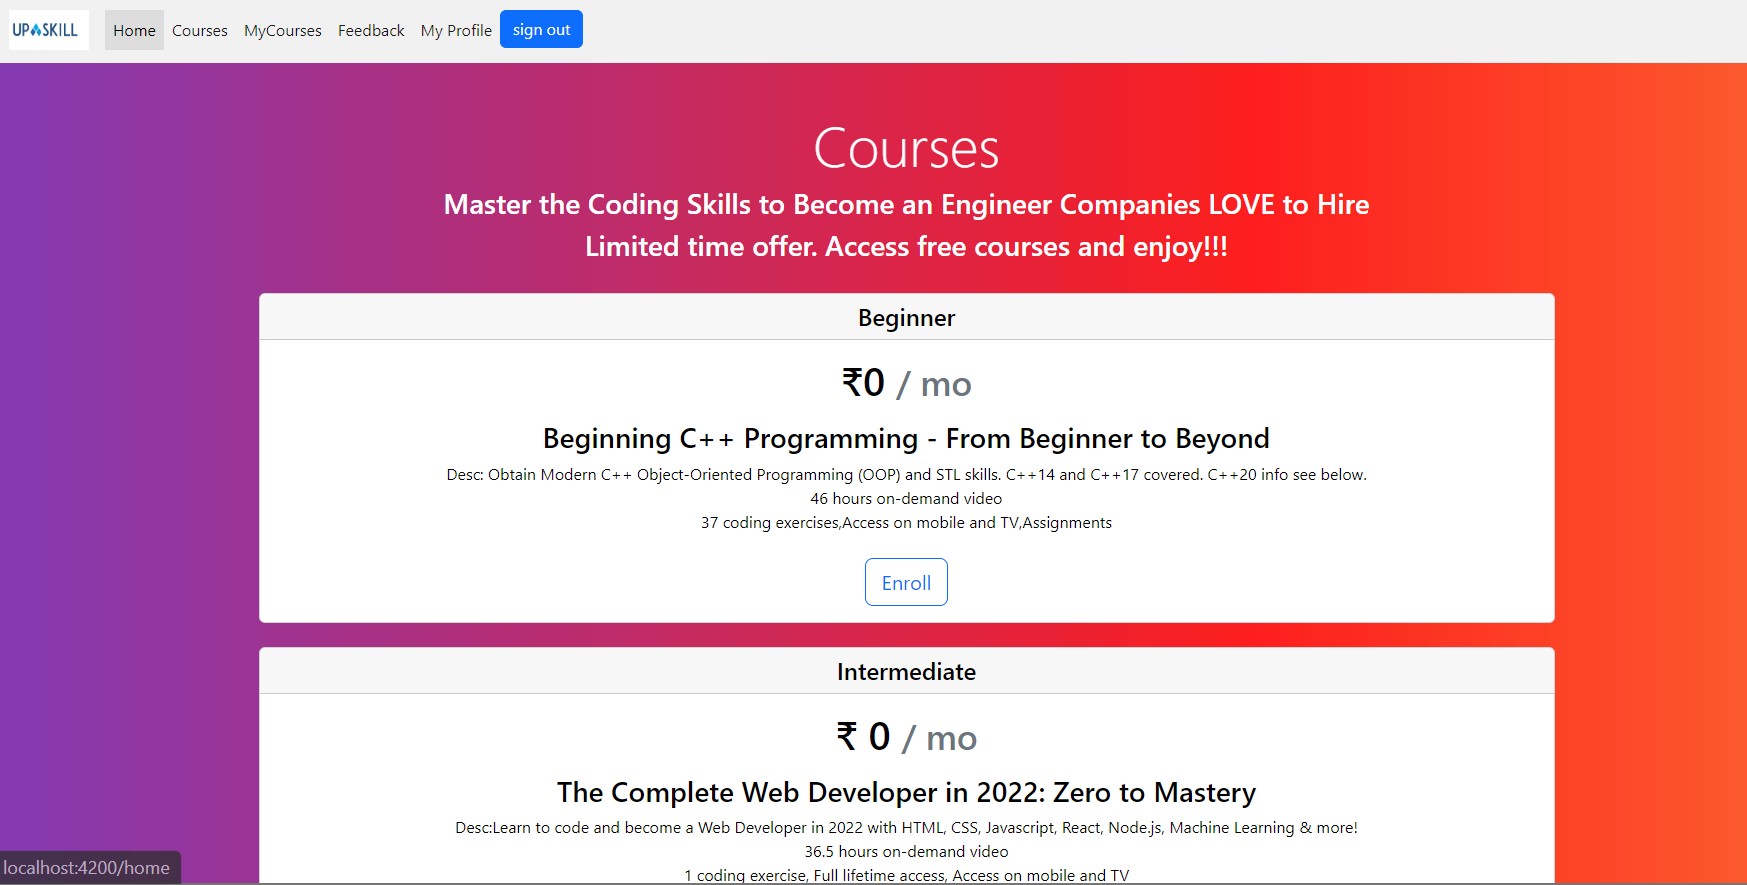 UPSKILL Home Courses MyCourses Feedback My Profile sign out
Courses
Master the Coding Skills to Become an Engineer Companies LOVE to Hire
Limited time offer. Access free courses and enjoy!!!
Beginner
₹0 / mo
Beginning C++ Programming - From Beginner to Beyond
Desc: Obtain Modern C++ Object-Oriented Programming (OOP) and STL skills. C++14 and C++17 covered. C++20 info see below.
46 hours on-demand video
37 coding exercises,Access on mobile and TV,Assignments
Enroll
Intermediate
₹ 0 / mo
The Complete Web Developer in 2022: Zero to Mastery
Desc:Learn to code and become a Web Developer in 2022 with HTML, CSS, Javascript, React, Node.js, Machine Learning & more!
36.5 hours on-demand video
1 coding exercise, Full lifetime access, Access on mobile and TV
localhost:4200/home